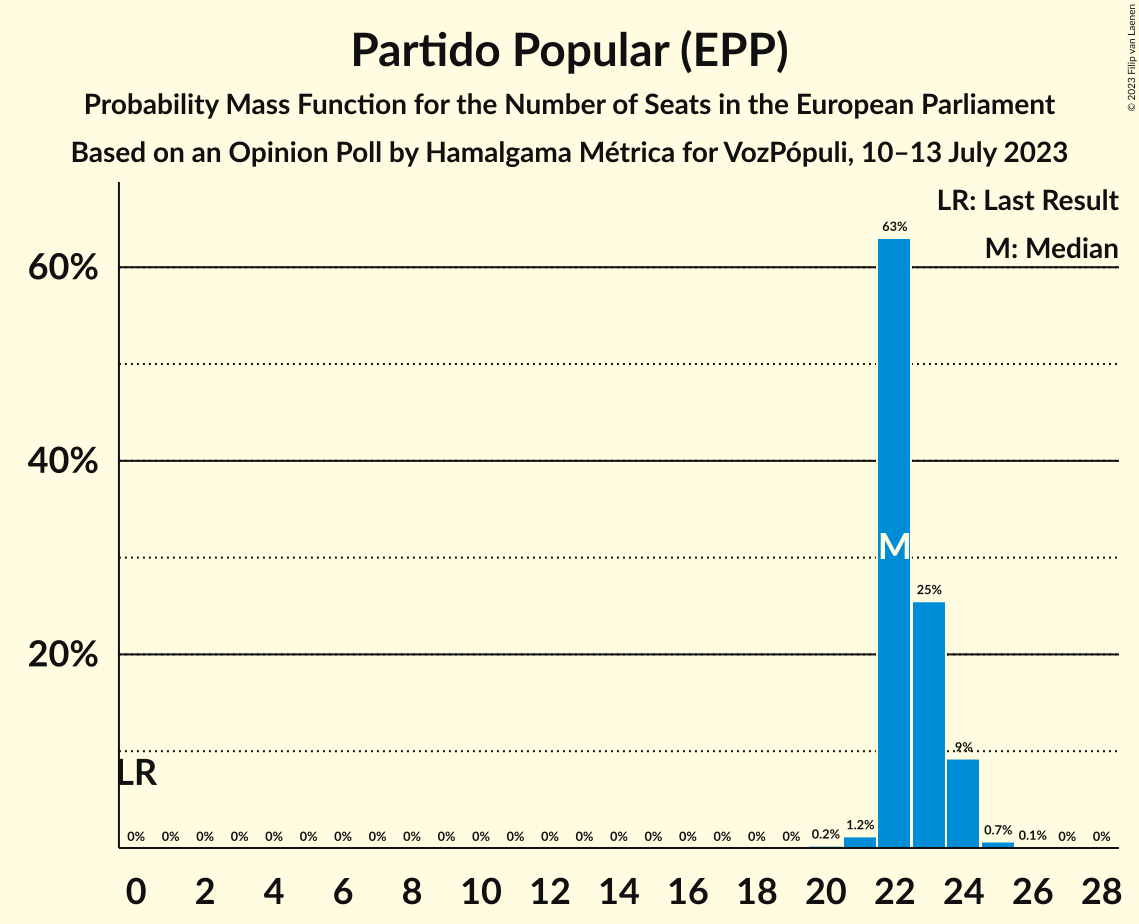 Partido Popular (EPP)
Probability Mass Function for the Number of Seats in the European Parliament
Based on an Opinion Poll by Hamalgama Métrica for VozPópuli, 10–13 July 2023
© 2023 Filip van Laenen
LR: Last Result
M: Median
60%
40%
20%
LR
M
0% 0% 0% 0% 0% 0% 0% 0% 0% 0% 0% 0% 0% 0% 0% 0% 0% 0% 0% 0% 0.2% 1.2% 63% 25% 9% 0.7% 0.1% 0% 0%
0 2 4 6 8 10 12 14 16 18 20 22 24 26 28